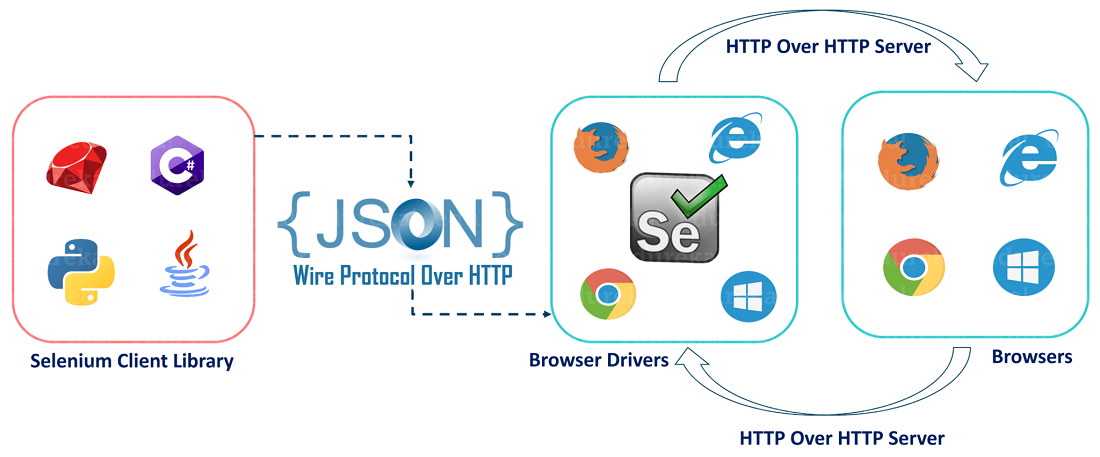 HTTP Over HTTP Server
C#
{JSON}
Wire Protocol Over HTTP
Se
Selenium Client Library
Browser Drivers
Browsers
HTTP Over HTTP Server